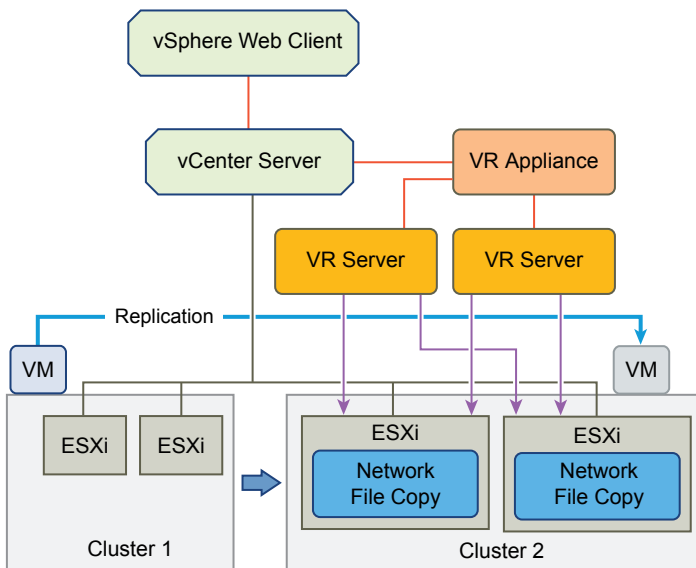 vSphere Web Client
vCenter Server
VR Appliance
VR Server
VR Server
Replication
VM
VM
ESXi
ESXi
ESXi
Network
File Copy
ESXi
Network
File Copy
Cluster 1
Cluster 2